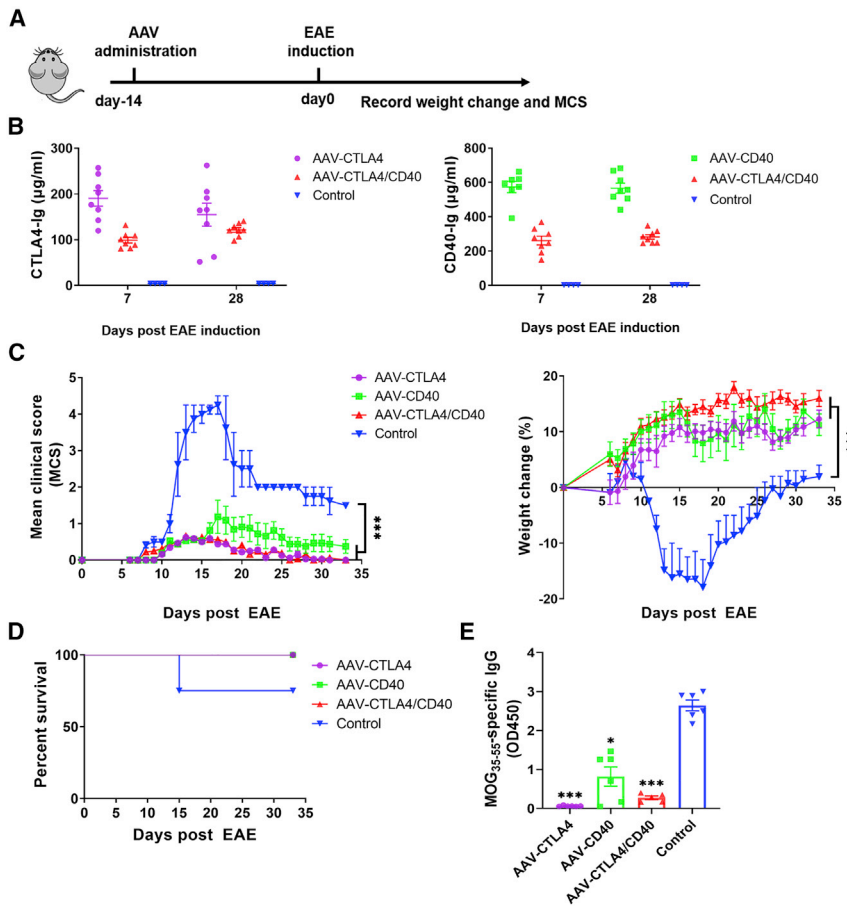 A
AAV
administration
EAE
induction
day-14
day0
Record weight change and MCS
B
CTLA4-Ig (µg/ml)
300
200
100
0
7
28
Days post EAE induction
AAV-CTLA4
AAV-CTLA4/CD40
Control
CD40-Ig (µg/ml)
800
600
400
200
0
7
28
Days post EAE induction
AAV-CD40
AAV-CTLA4/CD40
Control
C
Mean clinical score
(MCS)
5
4
3
2
1
0
0
5
10
15
20
25
30
35
Days post EAE
AAV-CTLA4
AAV-CD40
AAV-CTLA4/CD40
Control
***
Weight change (%)
20
10
0
-10
-20
5
10
15
20
25
30
35
Days post EAE
D
Percent survival
100
50
0
0
5
10
15
20
25
30
35
Days post EAE
AAV-CTLA4
AAV-CD40
AAV-CTLA4/CD40
Control
E
MOG35-55-specific IgG
(OD450)
4
3
2
1
0
***
*
***
AAV-CTLA4
AAV-CD40
AAV-CTLA4/CD40
Control